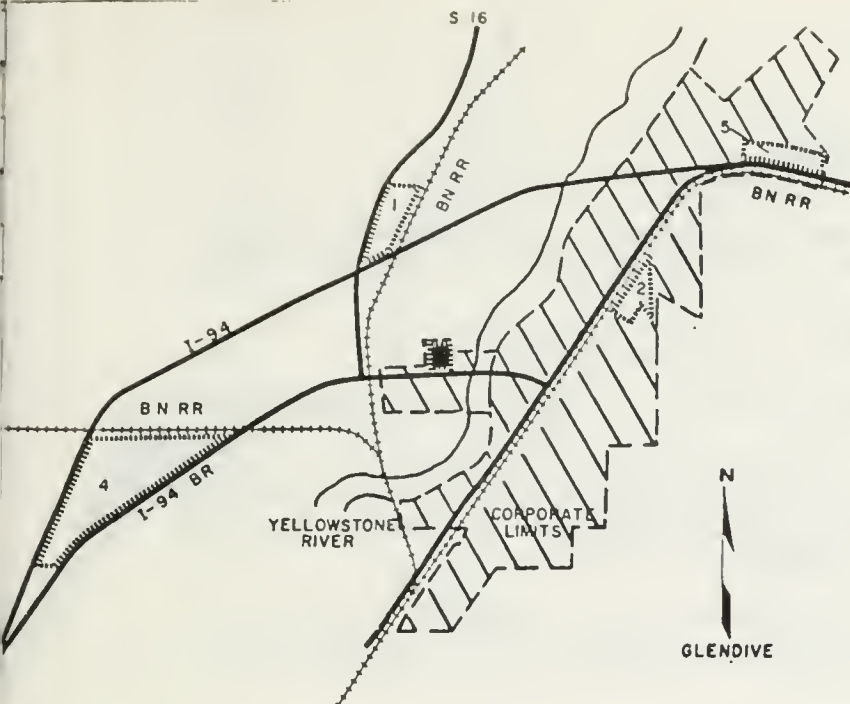 S 16
5
1
BN RR
BN RR
2
I-94
BN RR
4
I-94 BR
YELLOWSTONE
RIVER
CORPORATE
LIMITS
N
GLENDIVE